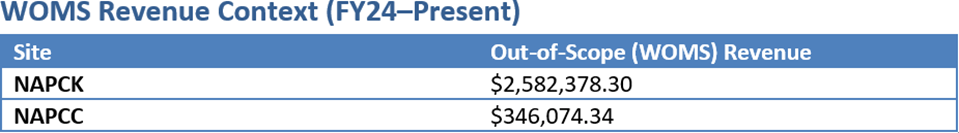 WOMS Revenue Context (FY24–Present)
Site Out-of-Scope (WOMS) Revenue
NAPCK $2,582,378.30
NAPCC $346,074.34